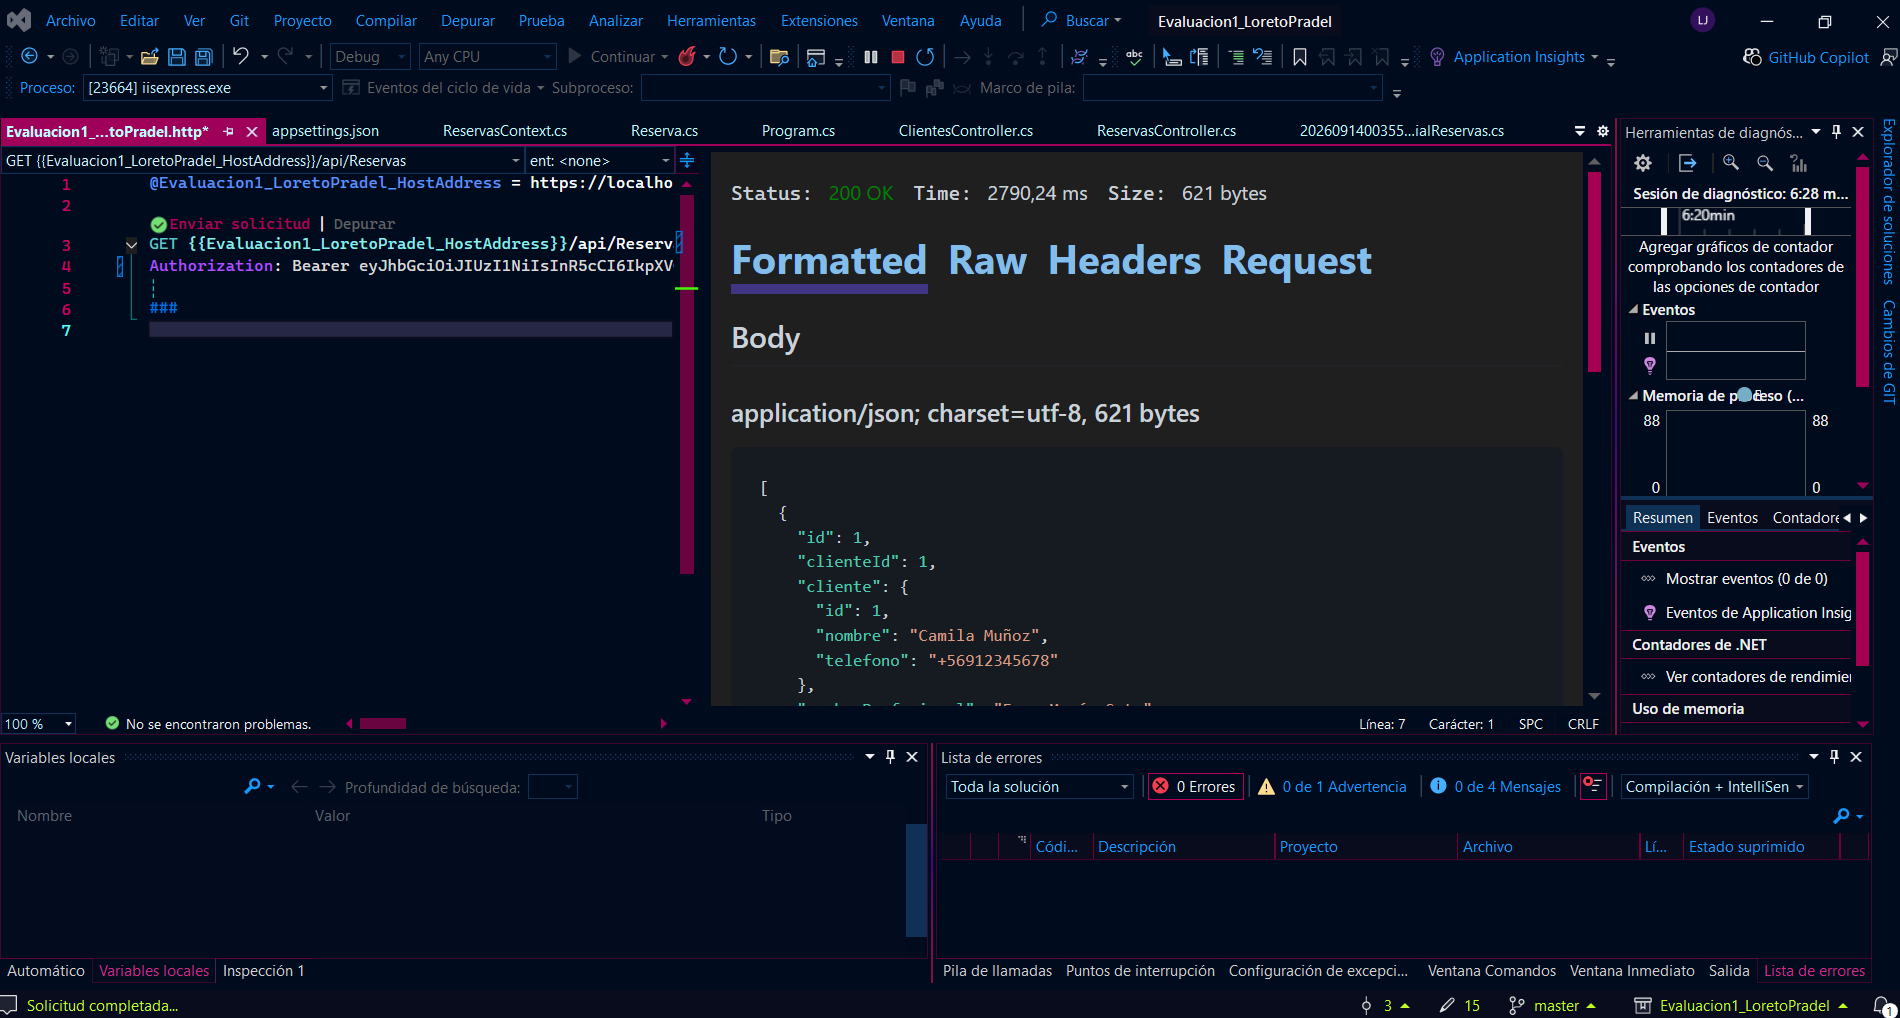 Archivo Editar Ver Git Proyecto Compilar Depurar Prueba Analizar Herramientas Extensiones Ventana Ayuda Buscar Evaluacion1_LoretoPradel LJ
Debug Any CPU Continuar abc Application Insights GitHub Copilot
Proceso: [23664] iisexpress.exe Eventos del ciclo de vida Subproceso: Marco de pila:
Evaluacion1_...toPradel.http* appsettings.json ReservasContext.cs Reserva.cs Program.cs ClientesController.cs ReservasController.cs 2026091400355...ialReservas.cs
GET {{Evaluacion1_LoretoPradel_HostAddress}}/api/Reservas ent: <none>
1 @Evaluacion1_LoretoPradel_HostAddress = https://localho
2
Enviar solicitud | Depurar
3 GET {{Evaluacion1_LoretoPradel_HostAddress}}/api/Reserv
4 Authorization: Bearer eyJhbGciOiJIUzI1NiIsInR5cCI6IkpXV
5
6 ###
7
100 % No se encontraron problemas. Línea: 7 Carácter: 1 SPC CRLF
Status: 200 OK Time: 2790,24 ms Size: 621 bytes
Formatted Raw Headers Request
Body
application/json; charset=utf-8, 621 bytes
[
{
"id": 1,
"clienteId": 1,
"cliente": {
"id": 1,
"nombre": "Camila Muñoz",
"telefono": "+56912345678"
},
Herramientas de diagnós...
Sesión de diagnóstico: 6:28 m...
6:20min
Agregar gráficos de contador
comprobando los contadores de
las opciones de contador
Eventos
Memoria de proceso (...
88 88
0 0
Resumen Eventos Contadore
Eventos
Mostrar eventos (0 de 0)
Eventos de Application Insig
Contadores de .NET
Ver contadores de rendimier
Uso de memoria
Explorador de soluciones
Cambios de GIT
Variables locales
Profundidad de búsqueda:
Nombre Valor Tipo
Automático Variables locales Inspección 1
Lista de errores
Toda la solución 0 Errores 0 de 1 Advertencia 0 de 4 Mensajes Compilación + IntelliSen
Códi... Descripción Proyecto Archivo Lí... Estado suprimido
Pila de llamadas Puntos de interrupción Configuración de excepci... Ventana Comandos Ventana Inmediato Salida Lista de errores
Solicitud completada... 3 15 master Evaluacion1_LoretoPradel 1